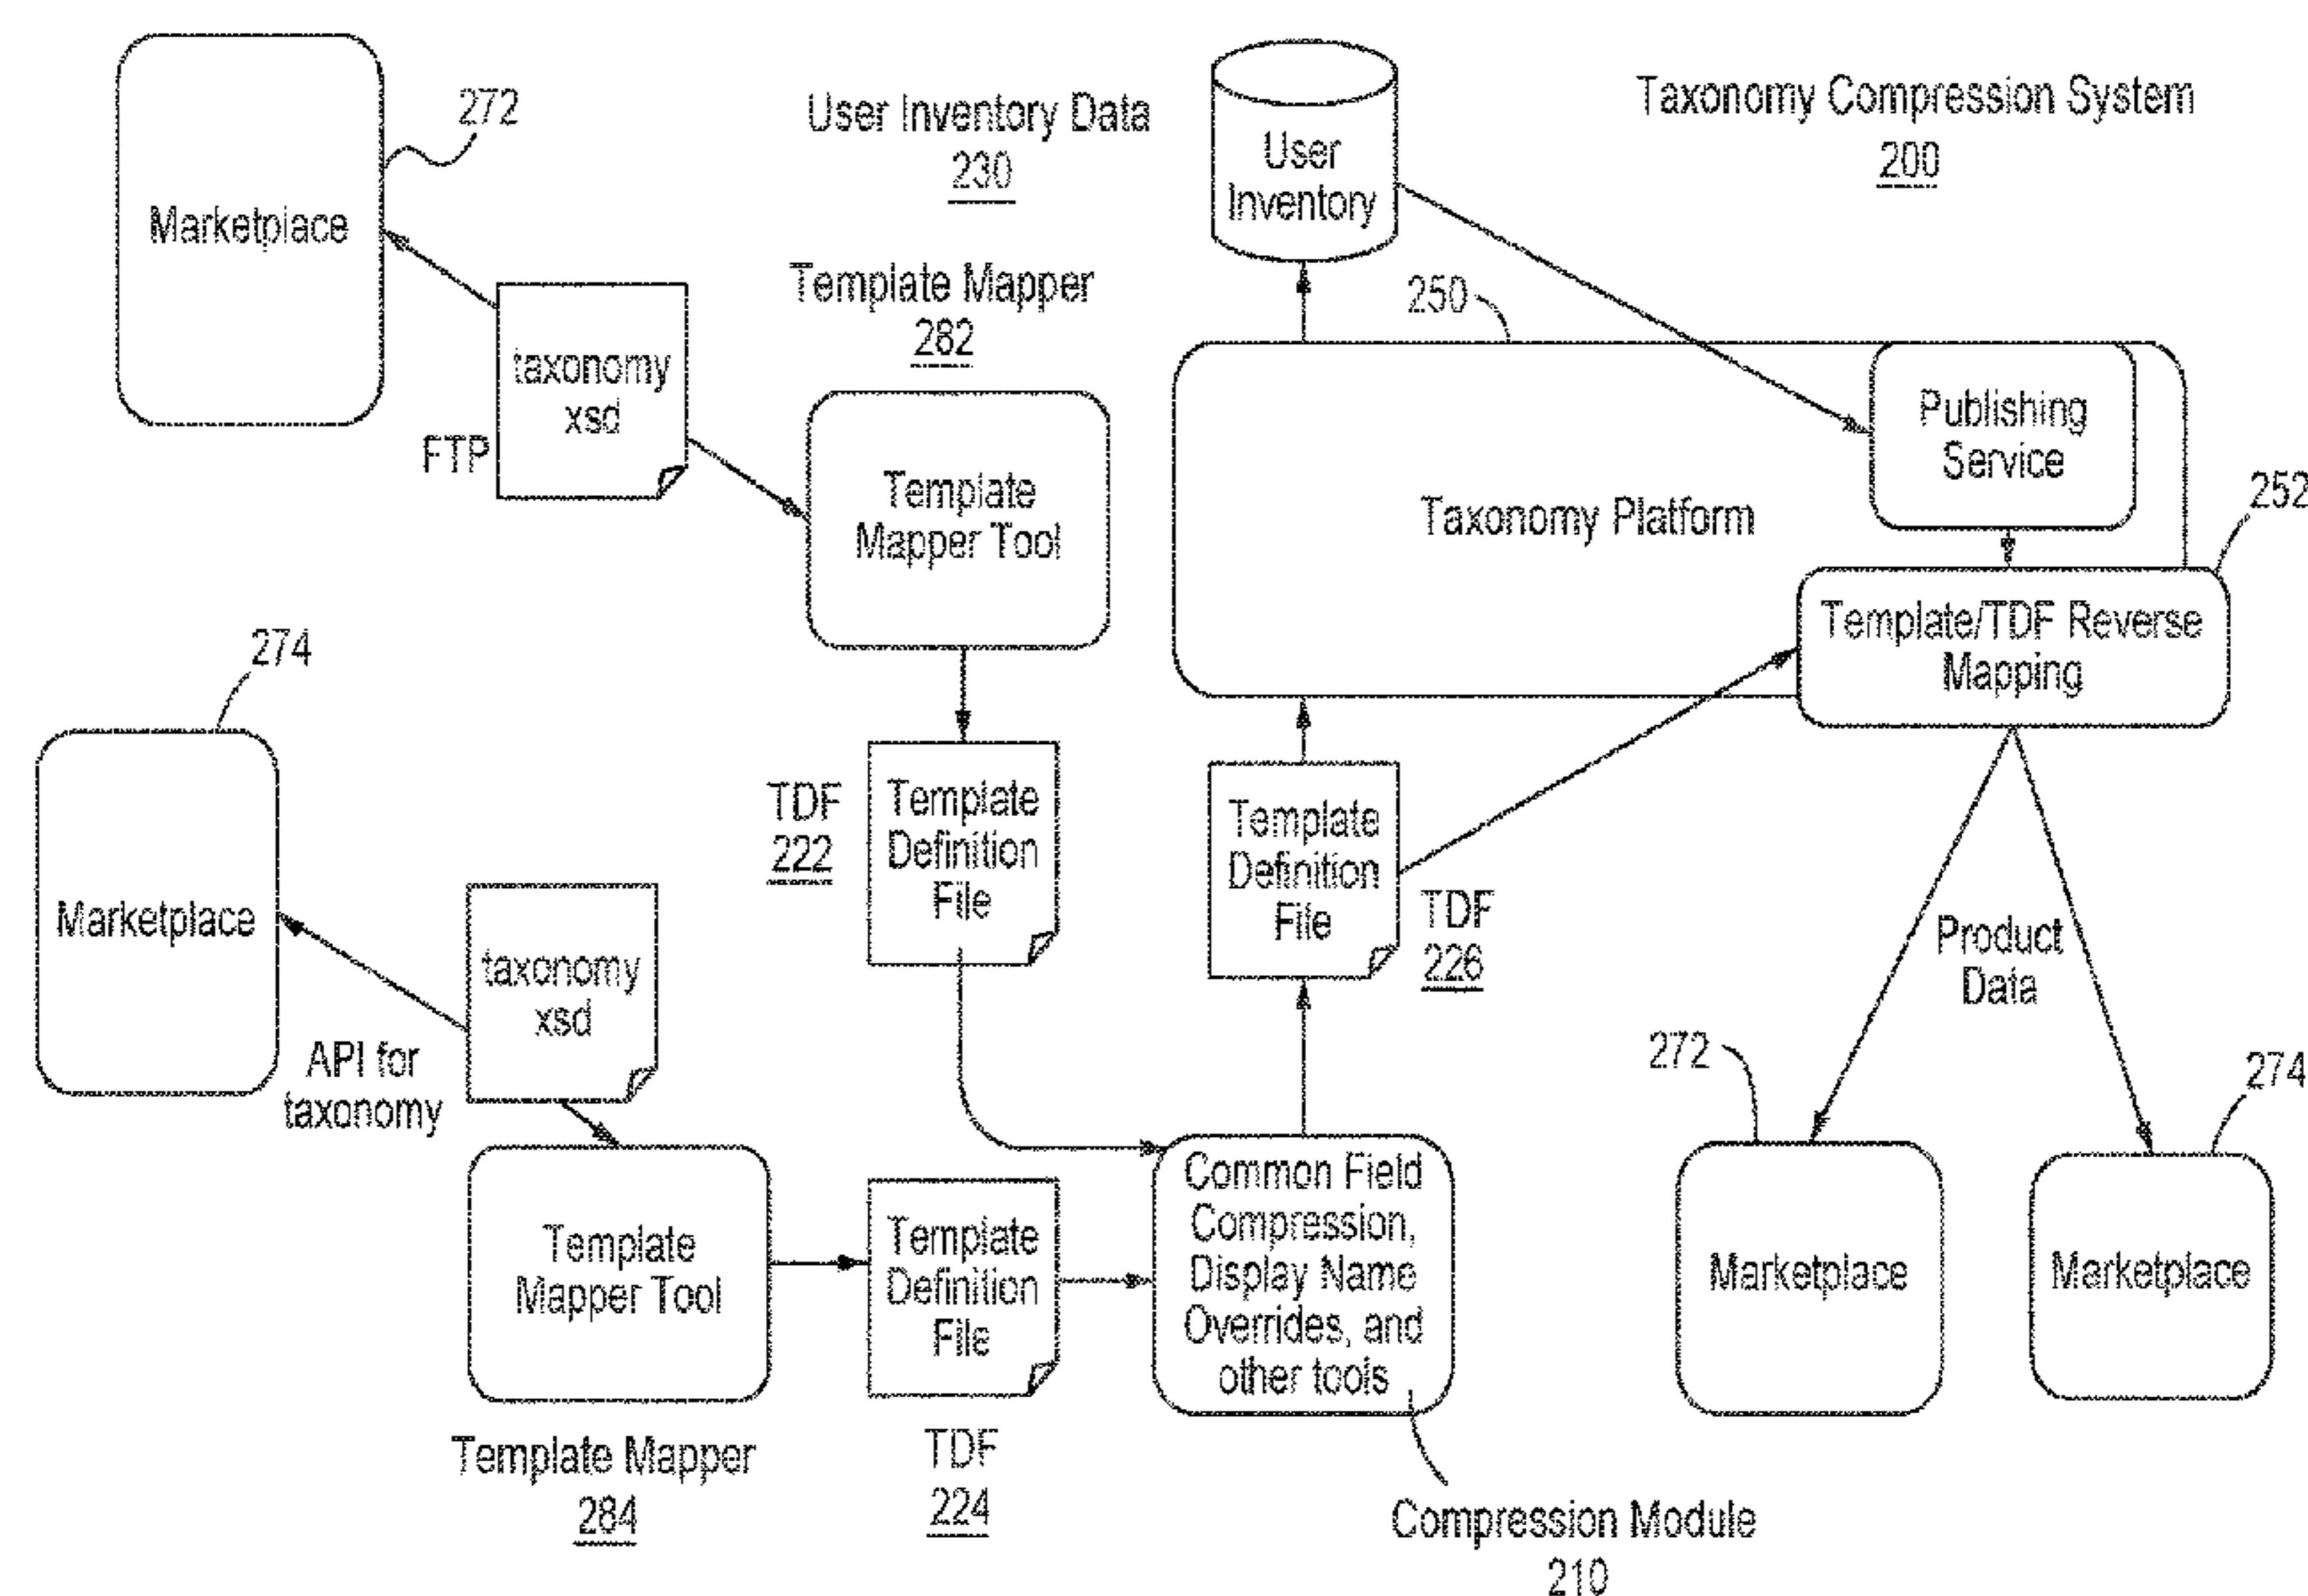 272
Marketplace
taxonomy
xsd
FTP
User Inventory Data
230
Template Mapper
282
Template
Mapper Tool
User
Inventory
Taxonomy Compression System
200
250
Publishing
Service
Taxonomy Platform
252
Template/TDF Reverse
Mapping
274
Marketplace
taxonomy
xsd
API for
taxonomy
TDF
222
Template
Definition
File
Template
Definition
File
TDF
226
Product
Data
Template
Mapper Tool
Template Mapper
284
Template
Definition
File
TDF
224
Common Field
Compression,
Display Name
Overrides, and
other tools
Compression Module
210
272
Marketplace
274
Marketplace